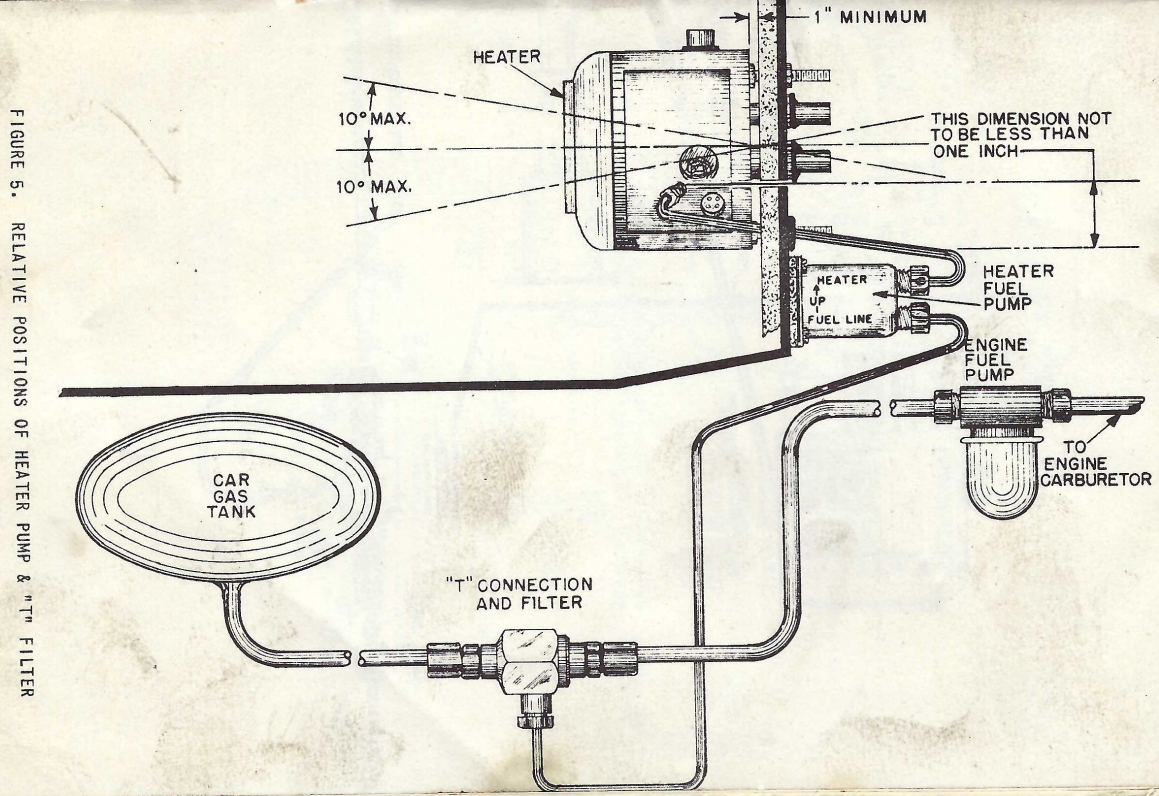 1" MINIMUM
HEATER
10° MAX.
10° MAX.
THIS DIMENSION NOT
TO BE LESS THAN
ONE INCH
HEATER
UP
FUEL LINE
HEATER
FUEL
PUMP
ENGINE
FUEL
PUMP
TO
ENGINE
CARBURETOR
CAR
GAS
TANK
"T" CONNECTION
AND FILTER
FIGURE 5. RELATIVE POSITIONS OF HEATER PUMP & "T" FILTER